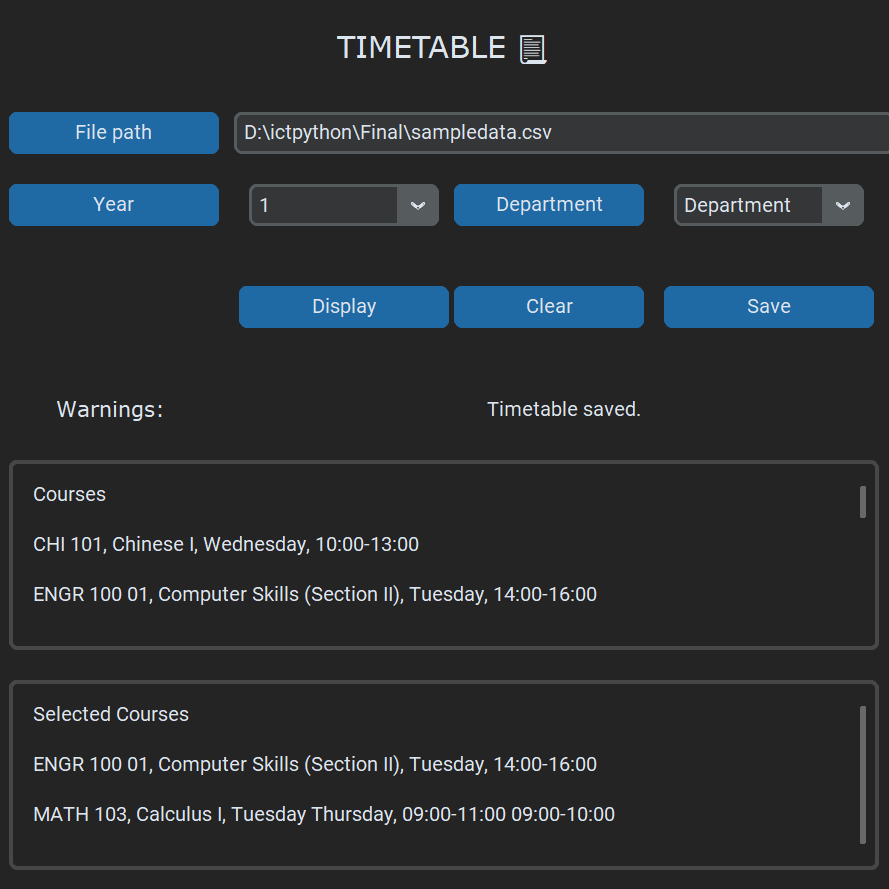 TIMETABLE
File path D:\ictpython\Final\sampledata.csv
Year 1 Department Department
Display Clear Save
Warnings: Timetable saved.
Courses
CHI 101, Chinese I, Wednesday, 10:00-13:00
ENGR 100 01, Computer Skills (Section II), Tuesday, 14:00-16:00
Selected Courses
ENGR 100 01, Computer Skills (Section II), Tuesday, 14:00-16:00
MATH 103, Calculus I, Tuesday Thursday, 09:00-11:00 09:00-10:00